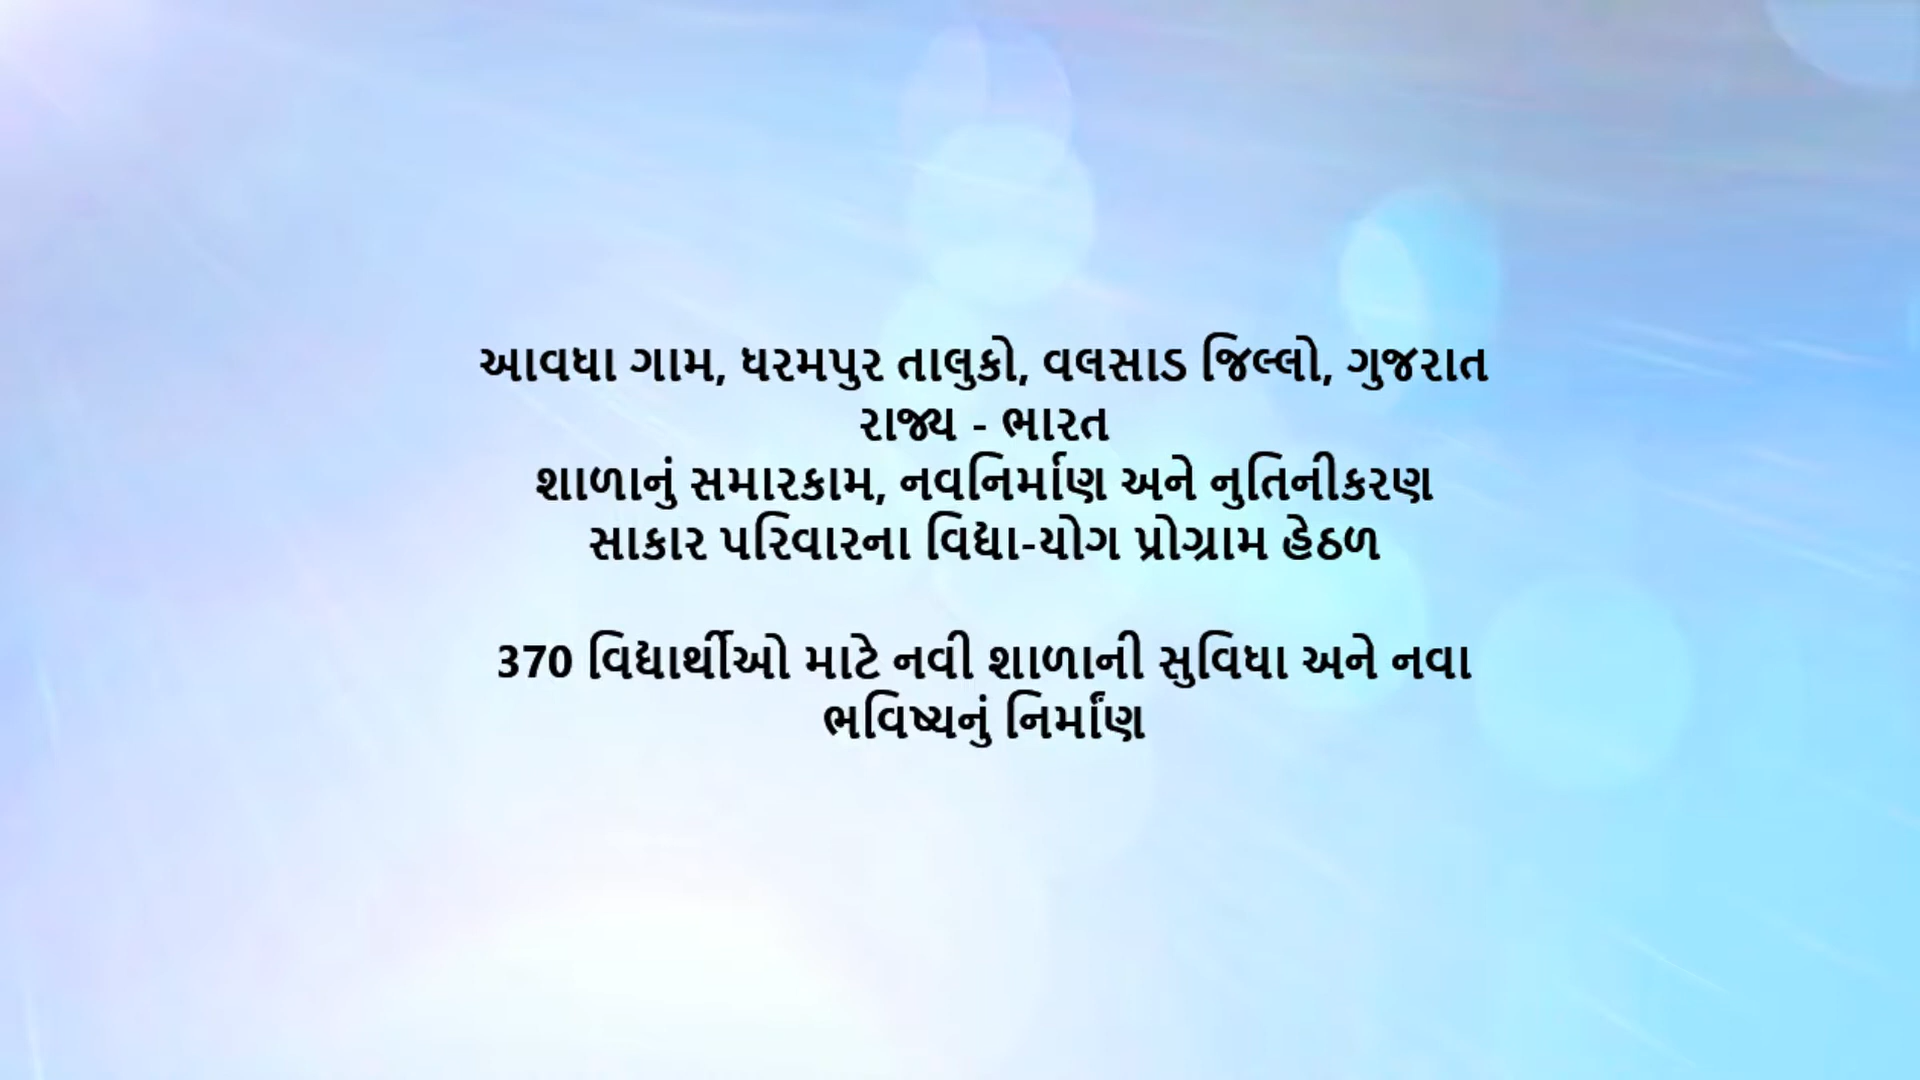 આવધા ગામ, ધરમપુર તાલુકો, વલસાડ જિલ્લો, ગુજરાત
રાજ્ય - ભારત
શાળાનું સમારકામ, નવનિર્માણ અને નુતિનીકરણ
સાકાર પરિવારના વિદ્યા-યોગ પ્રોગ્રામ હેઠળ
370 વિદ્યાર્થીઓ માટે નવી શાળાની સુવિધા અને નવા
ભવિષ્યનું નિર્માંણ